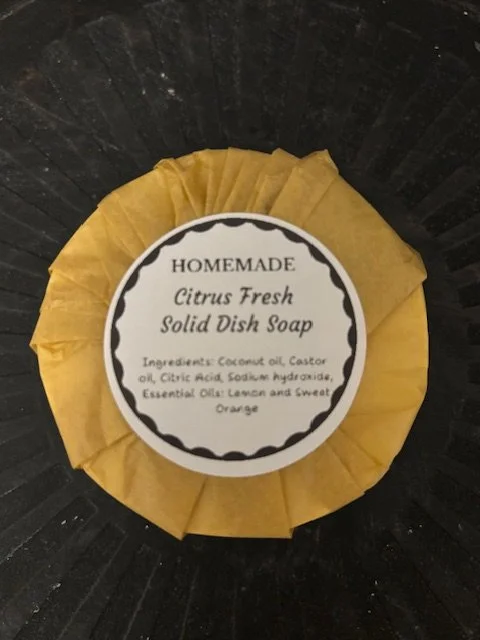 HOMEMADE
Citrus Fresh
Solid Dish Soap
Ingredients: Coconut oil, Castor
oil, Citric Acid, Sodium hydroxide,
Essential Oils: Lemon and Sweat
Orange